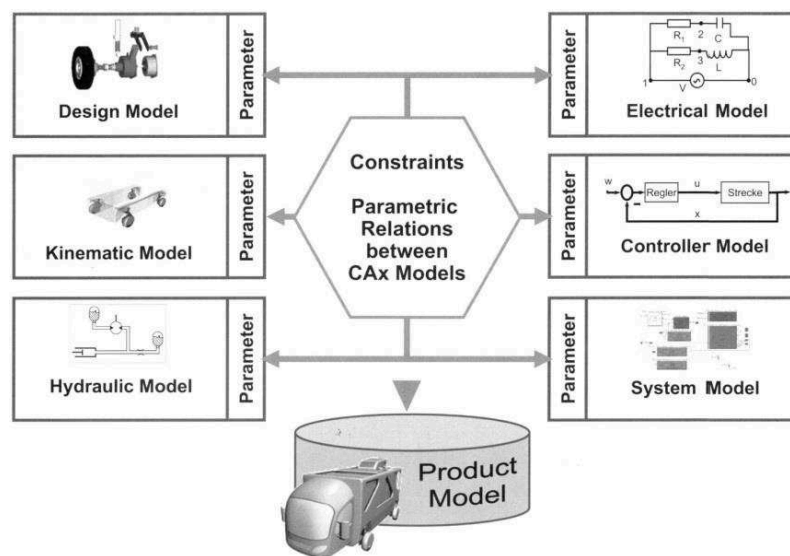 Design Model
Parameter
Parameter
R1
2
C
R2
3
L
1
V
0
Electrical Model
Constraints
Parametric
Relations
between
CAx Models
Kinematic Model
Parameter
Parameter
w
Regler
u
Strecke
x
Controller Model
Hydraulic Model
Parameter
Parameter
System Model
Product
Model